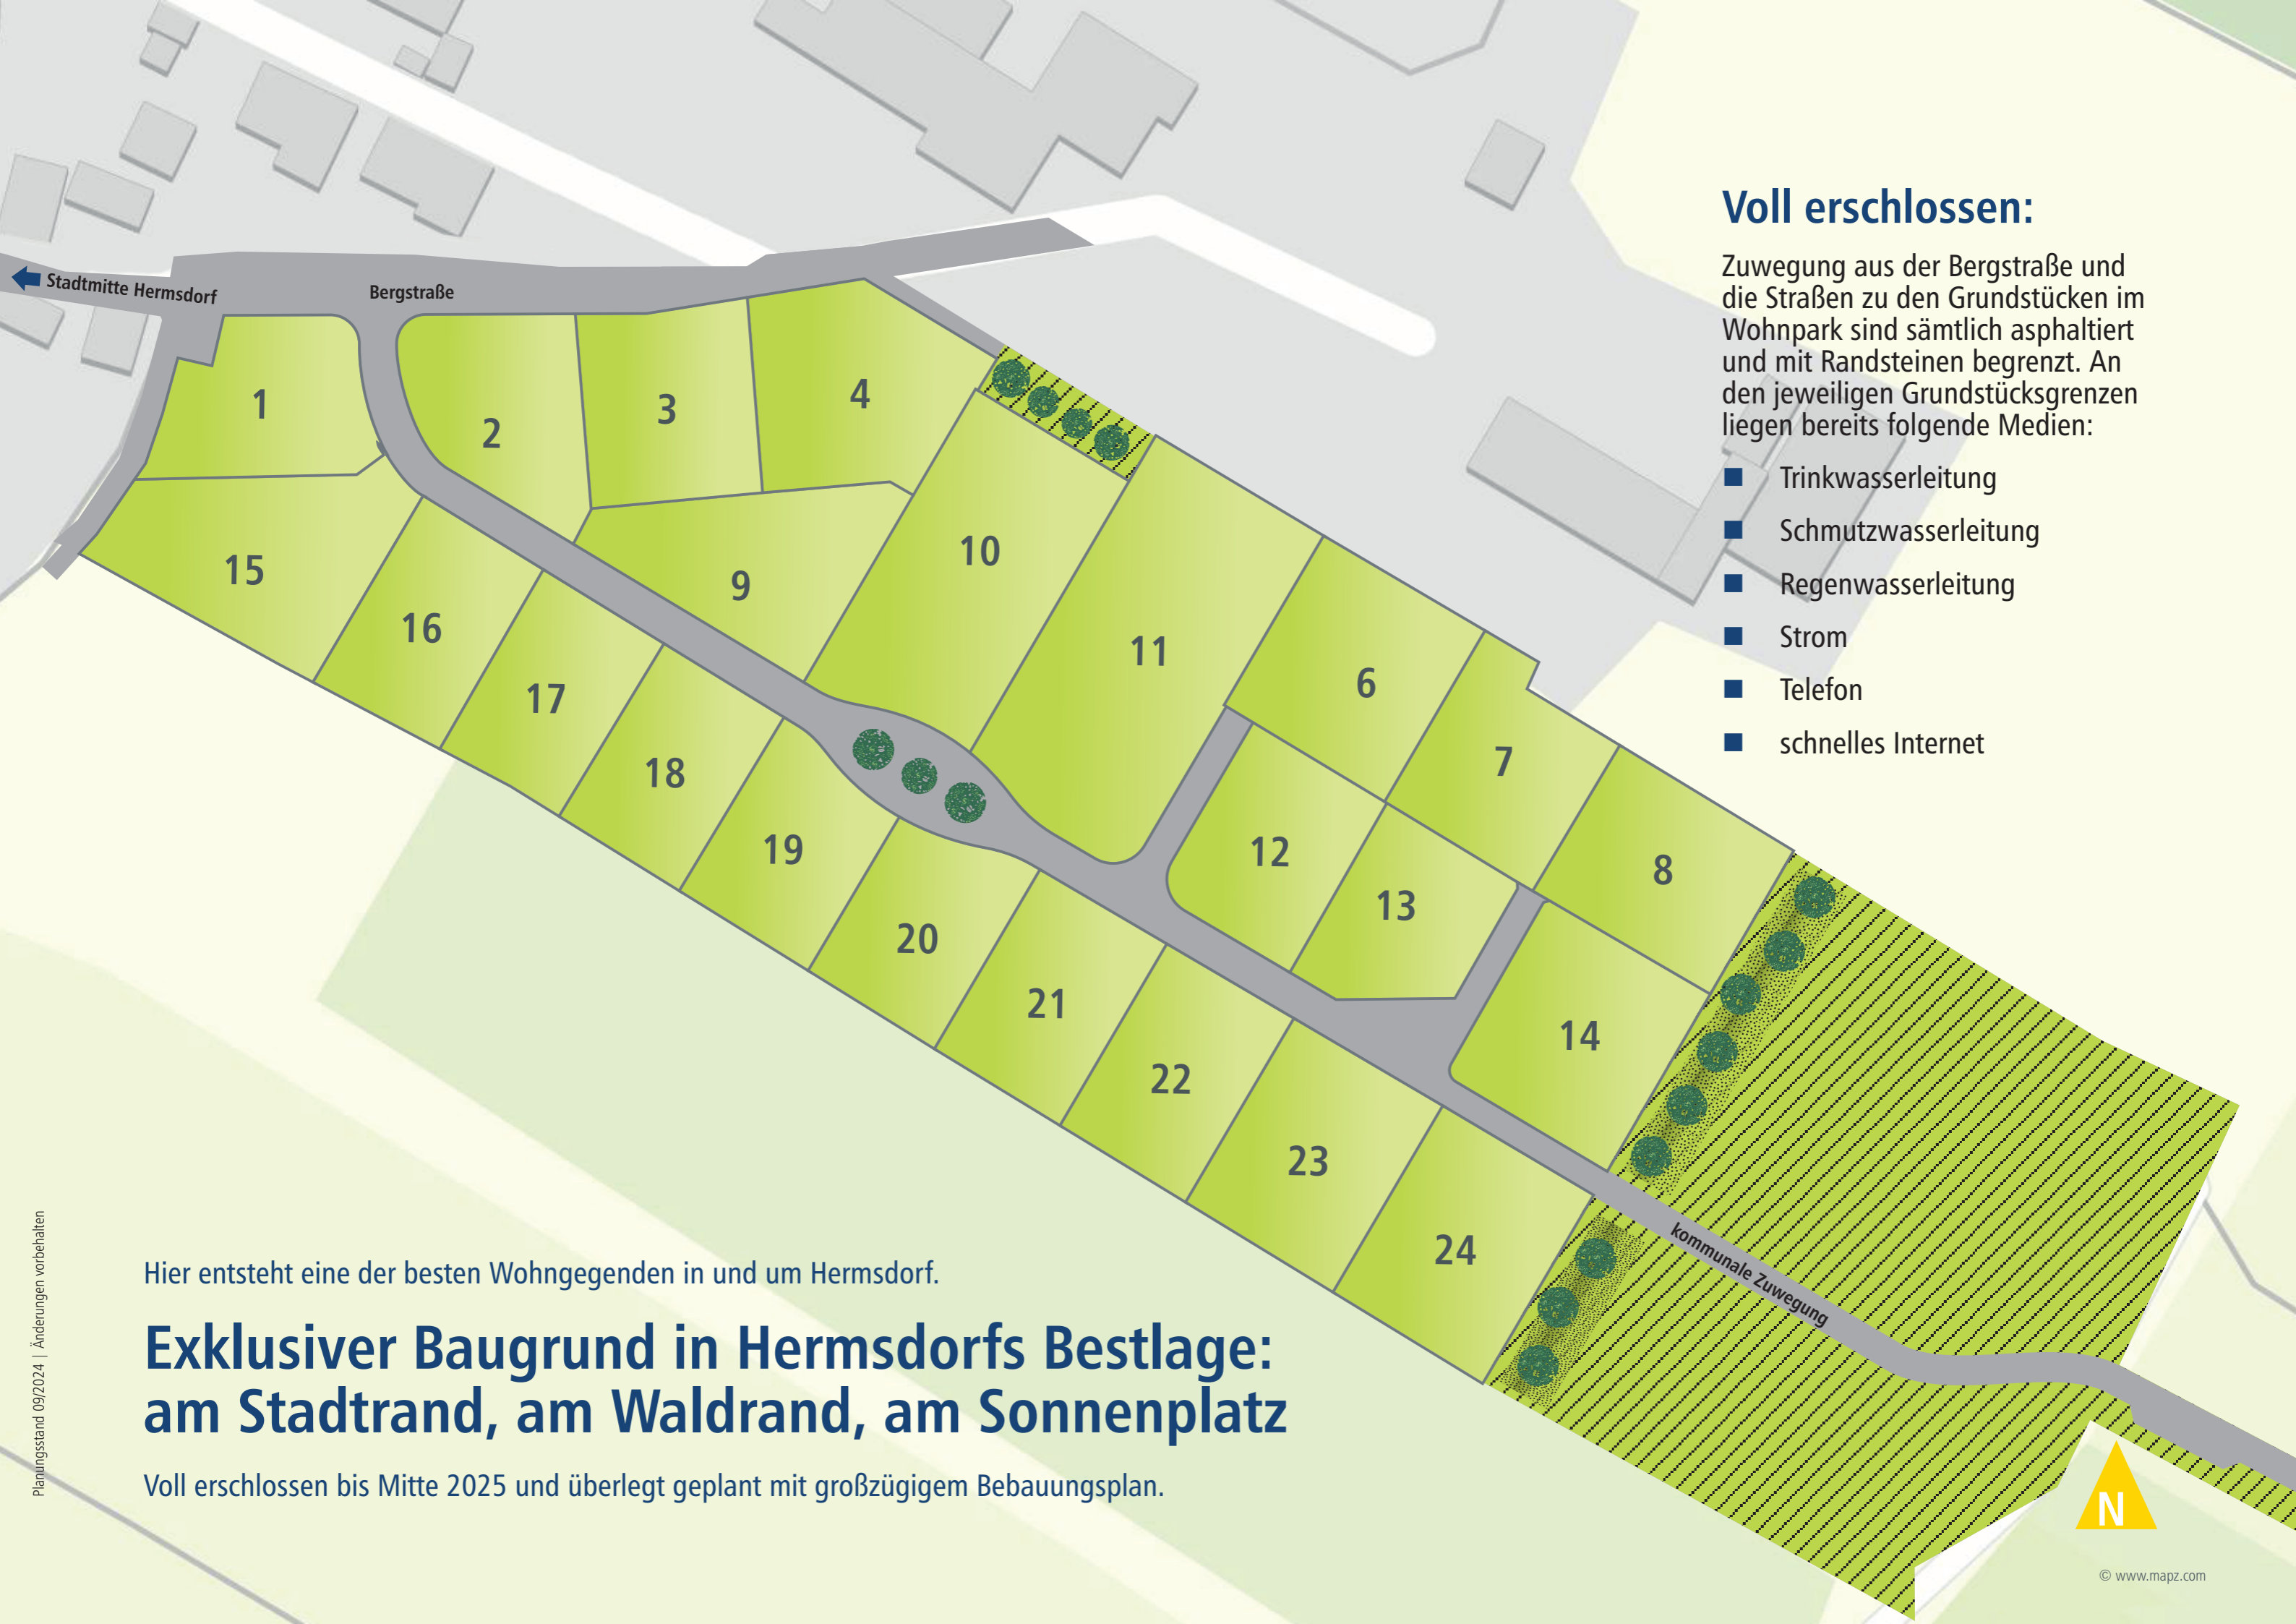 Voll erschlossen:
Zuwegung aus der Bergstraße und
die Straßen zu den Grundstücken im
Wohnpark sind sämtlich asphaltiert
und mit Randsteinen begrenzt. An
den jeweiligen Grundstücksgrenzen
liegen bereits folgende Medien:
Trinkwasserleitung
Schmutzwasserleitung
Regenwasserleitung
Strom
Telefon
schnelles Internet
Stadtmitte Hermsdorf
Bergstraße
1
2
3
4
15
16
17
18
19
9
10
11
6
7
8
12
13
14
20
21
22
23
24
kommunale Zuwegung
Hier entsteht eine der besten Wohngegenden in und um Hermsdorf.
Exklusiver Baugrund in Hermsdorfs Bestlage:
am Stadtrand, am Waldrand, am Sonnenplatz
Voll erschlossen bis Mitte 2025 und überlegt geplant mit großzügigem Bebauungsplan.
Planungsstand 09/2024 | Änderungen vorbehalten
N
© www.mapz.com